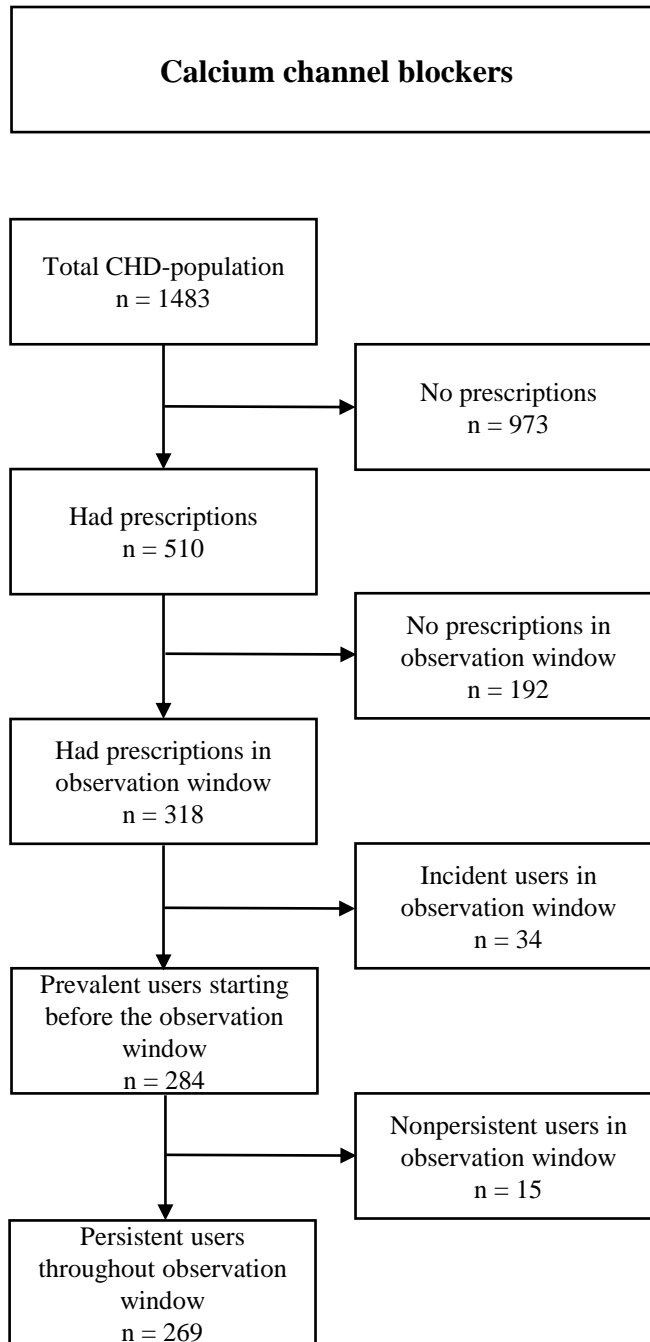 Calcium channel blockers
Total CHD-population
n = 1483
No prescriptions
n = 973
Had prescriptions
n = 510
No prescriptions in
observation window
n = 192
Had prescriptions in
observation window
n = 318
Incident users in
observation window
n = 34
Prevalent users starting
before the observation
window
n = 284
Nonpersistent users in
observation window
n = 15
Persistent users
throughout observation
window
n = 269